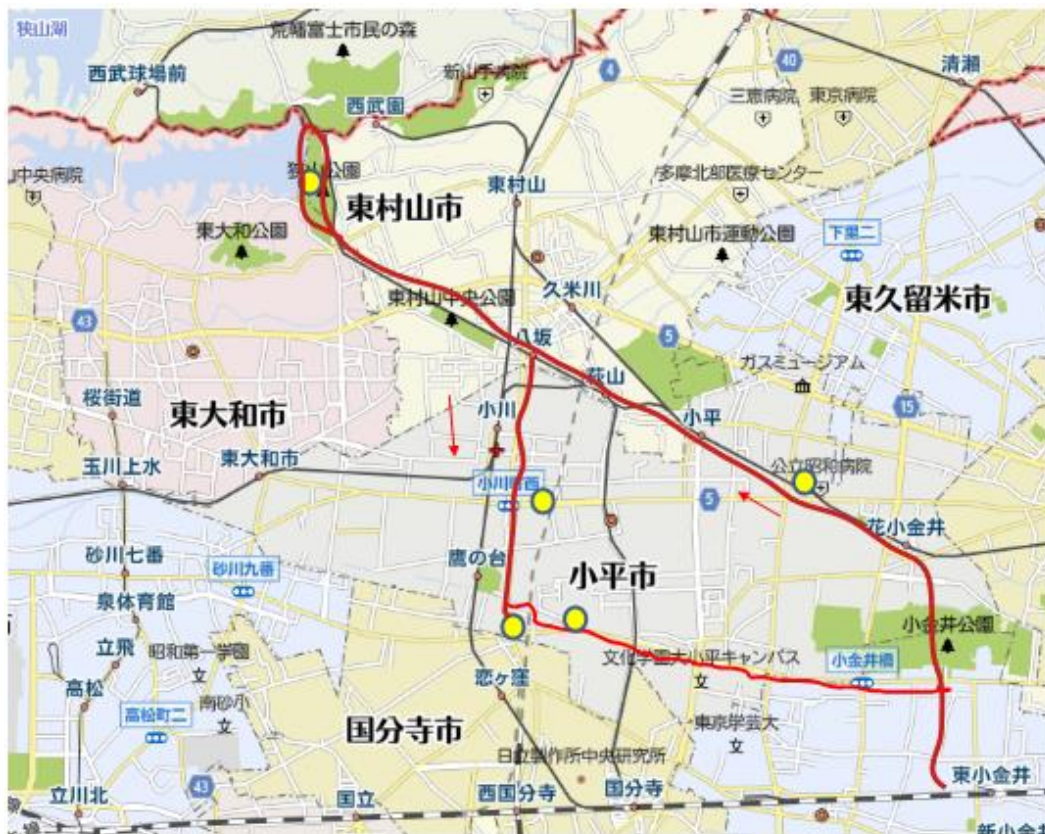 狭山湖
荒幡富士市民の森
西武球場前
新山手病院
4
40
清瀬
西武園
三恵病院
東京病院
山中央病院
狭山公園
東村山
多摩北部医療センター
東村山市
東大和公園
東村山市運動公園
下里二
久米川
43
東村山中央公園
5
東久留米市
八坂
ガスミュージアム
萩山
桜街道
小川
小平
15
東大和市
玉川上水
東大和市
小川町西
公立昭和病院
5
花小金井
砂川七番
砂川九番
鷹の台
小平市
泉体育館
小金井公園
立飛
昭和第一学園
文化学園大小平キャンパス
小金井橋
高松
南砂小
恋ヶ窪
高松町二
国分寺市
東京学芸大
日立製作所中央研究所
43
東小金井
立川北
国立
西国分寺
国分寺
新小金井